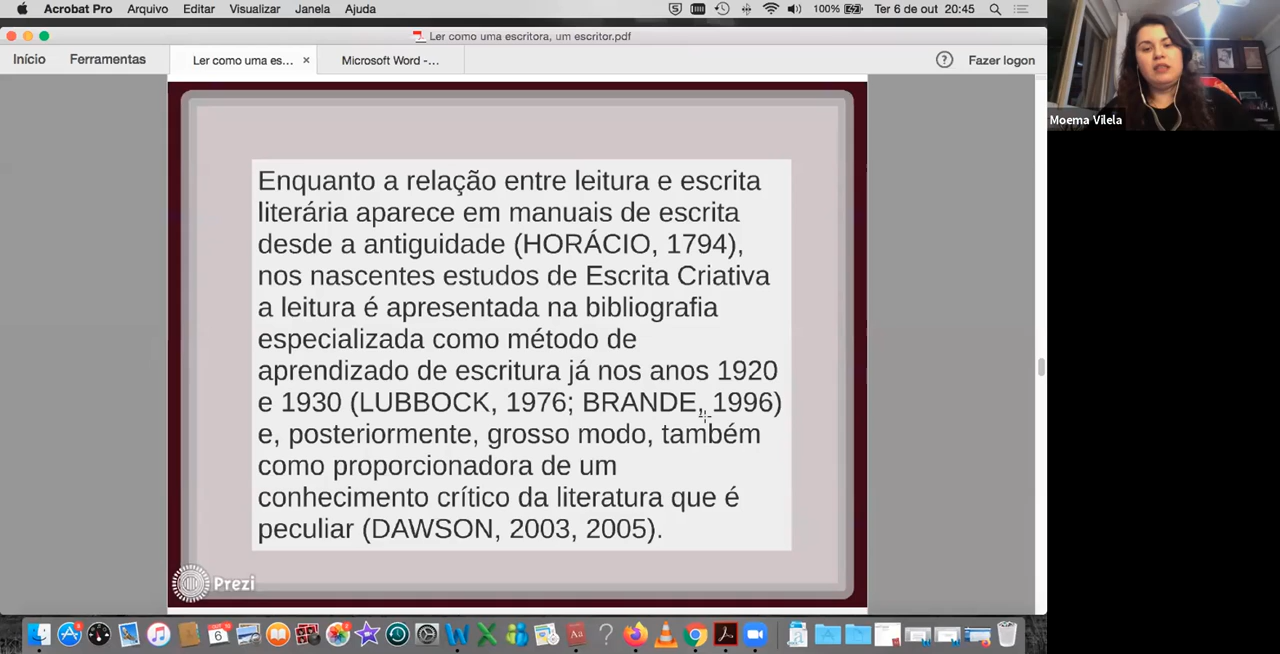 Acrobat Pro Arquivo Editar Visualizar Janela Ajuda 100% Ter 6 de out 20:45
Ler como uma escritora, um escritor.pdf
Início Ferramentas Ler como uma es... × Microsoft Word -... ? Fazer logon
Moema Vilela
Enquanto a relação entre leitura e escrita
literária aparece em manuais de escrita
desde a antiguidade (HORÁCIO, 1794),
nos nascentes estudos de Escrita Criativa
a leitura é apresentada na bibliografia
especializada como método de
aprendizado de escritura já nos anos 1920
e 1930 (LUBBOCK, 1976; BRANDE, 1996)
e, posteriormente, grosso modo, também
como proporcionadora de um
conhecimento crítico da literatura que é
peculiar (DAWSON, 2003, 2005).
Prezi